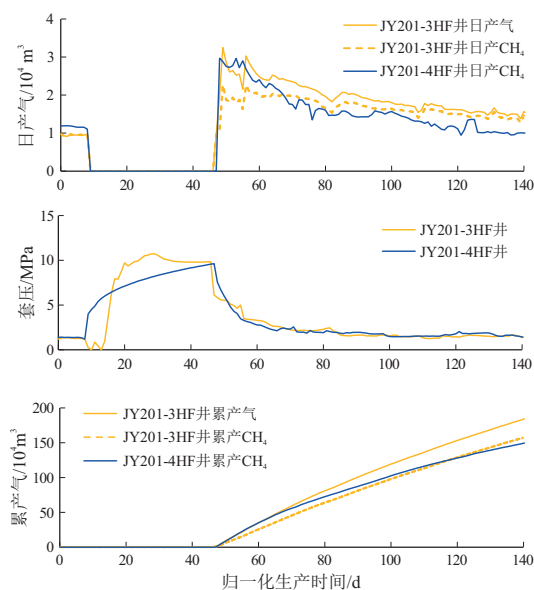 4
3
2
1
0
日产气/10⁴ m³
JY201-3HF井日产气
JY201-3HF井日产CH₄
JY201-4HF井日产CH₄
0 20 40 60 80 100 120 140
15
10
5
0
套压/MPa
JY201-3HF井
JY201-4HF井
0 20 40 60 80 100 120 140
200
150
100
50
0
累产气/10⁴m³
JY201-3HF井累产气
JY201-3HF井累产CH₄
JY201-4HF井累产CH₄
0 20 40 60 80 100 120 140
归一化生产时间/d